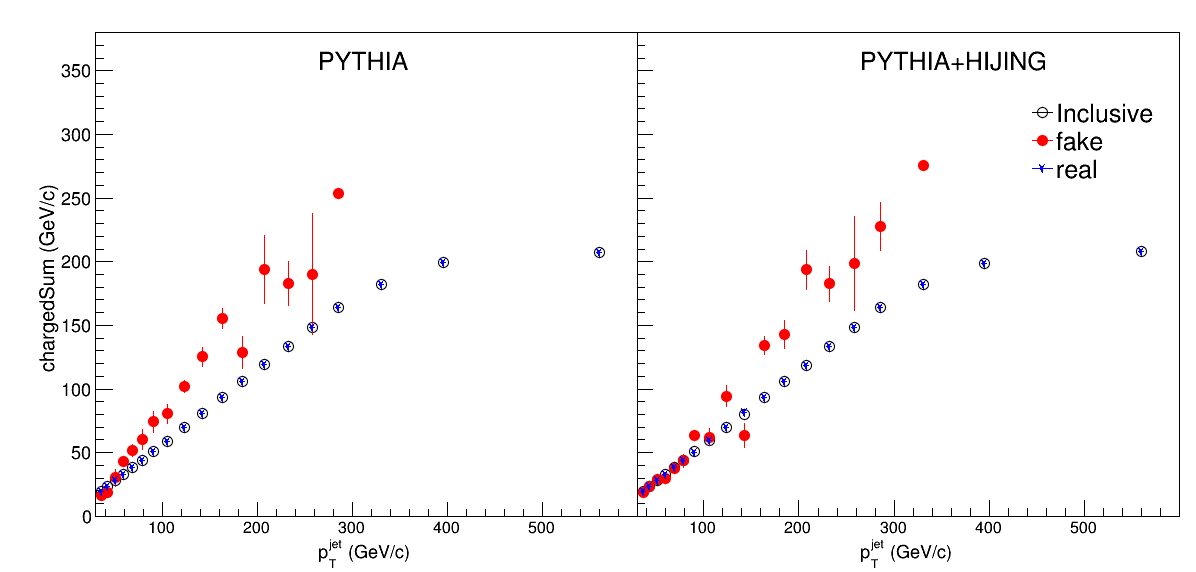 PYTHIA
PYTHIA+HIJING
Inclusive
fake
real
chargedSum (GeV/c)
350
300
250
200
150
100
50
0
100 200 300 400 500
100 200 300 400 500
p_T^jet (GeV/c)
p_T^jet (GeV/c)